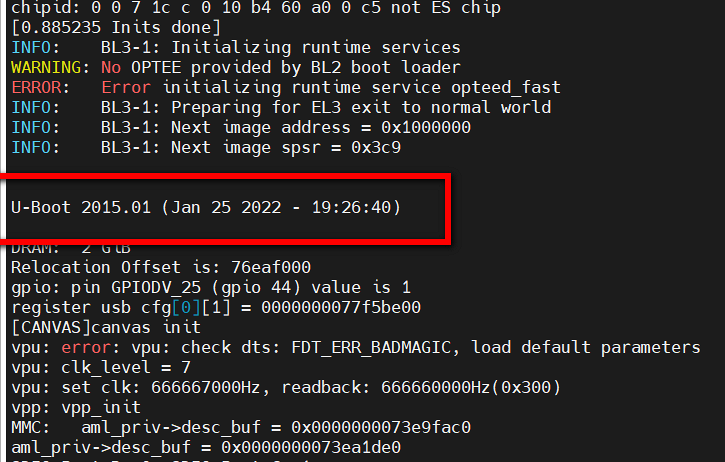 chipid: 0 0 7 1c c 0 10 b4 60 a0 0 c5 not ES chip
[0.885235 Inits done]
INFO:    BL3-1: Initializing runtime services
WARNING: No OPTEE provided by BL2 boot loader
ERROR:   Error initializing runtime service opteed_fast
INFO:    BL3-1: Preparing for EL3 exit to normal world
INFO:    BL3-1: Next image address = 0x1000000
INFO:    BL3-1: Next image spsr = 0x3c9
U-Boot 2015.01 (Jan 25 2022 - 19:26:40)
DRAM:  2 GiB
Relocation Offset is: 76eaf000
gpio: pin GPIODV_25 (gpio 44) value is 1
register usb cfg[0][1] = 0000000077f5be00
[CANVAS]canvas init
vpu: error: vpu: check dts: FDT_ERR_BADMAGIC, load default parameters
vpu: clk_level = 7
vpu: set clk: 666667000Hz, readback: 666660000Hz(0x300)
vpp: vpp_init
MMC:   aml_priv->desc_buf = 0x0000000073e9fac0
aml_priv->desc_buf = 0x0000000073ea1de0